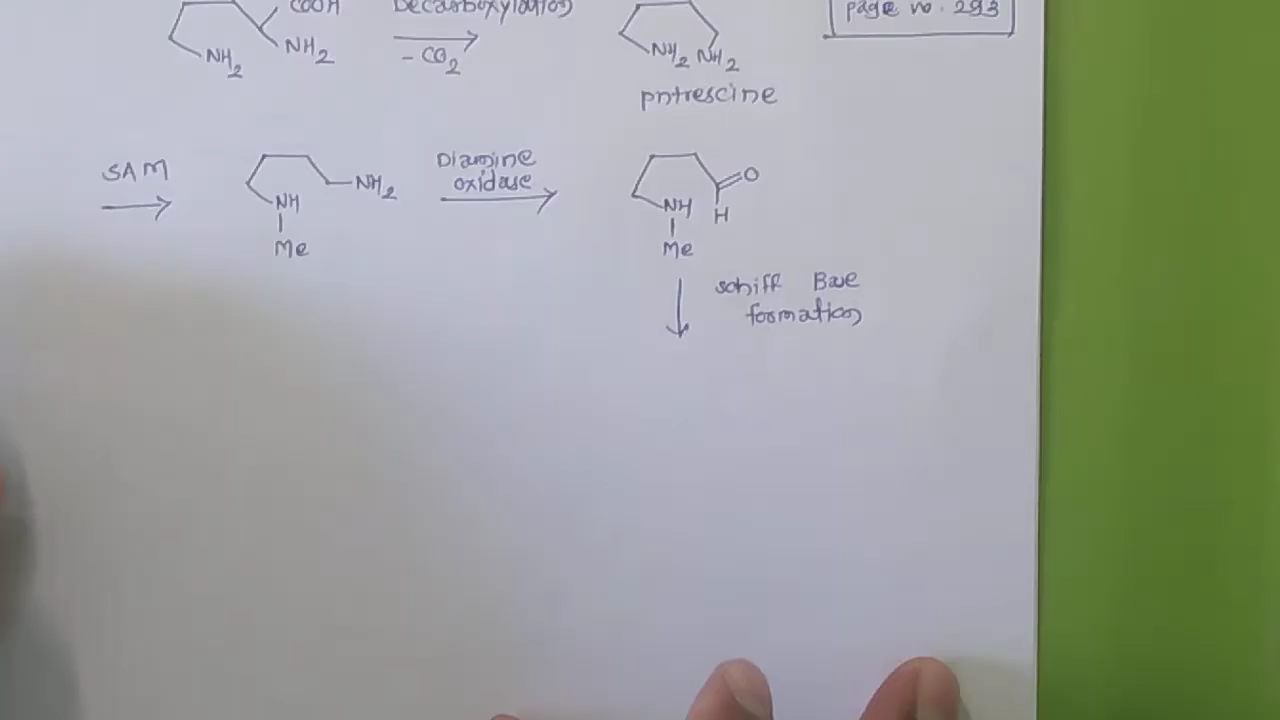 COOH
Decarboxylation
page no. 293
NH2
NH2
- CO2
NH2 NH2
pntrescine
SAM
NH2
NH
Me
Diamine
oxidase
O
NH
H
Me
schiff Base
formation